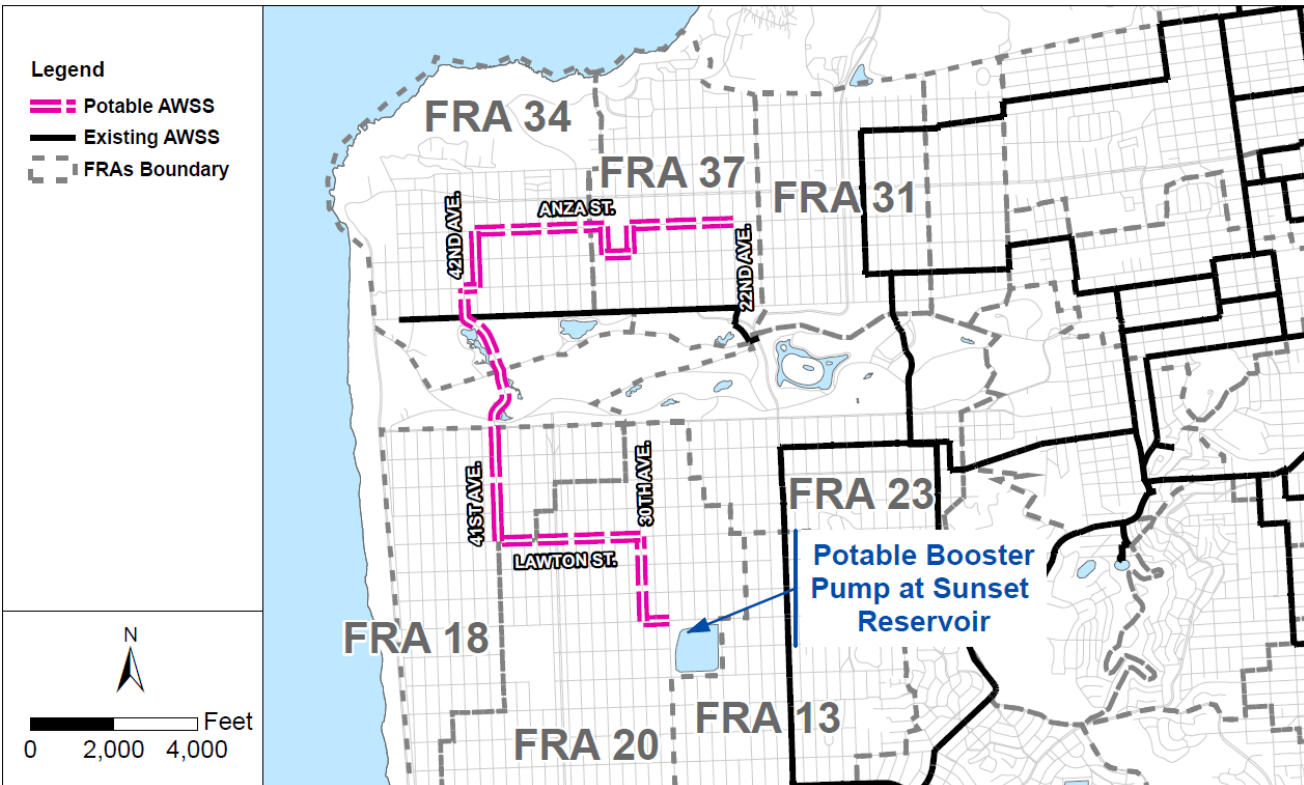 Legend
Potable AWSS
Existing AWSS
FRAs Boundary
N
Feet
0 2,000 4,000
FRA 34
FRA 37
FRA 31
ANZA ST.
42ND AVE.
22ND AVE.
41ST AVE.
30TH AVE.
LAWTON ST.
FRA 23
Potable Booster
Pump at Sunset
Reservoir
FRA 18
FRA 13
FRA 20